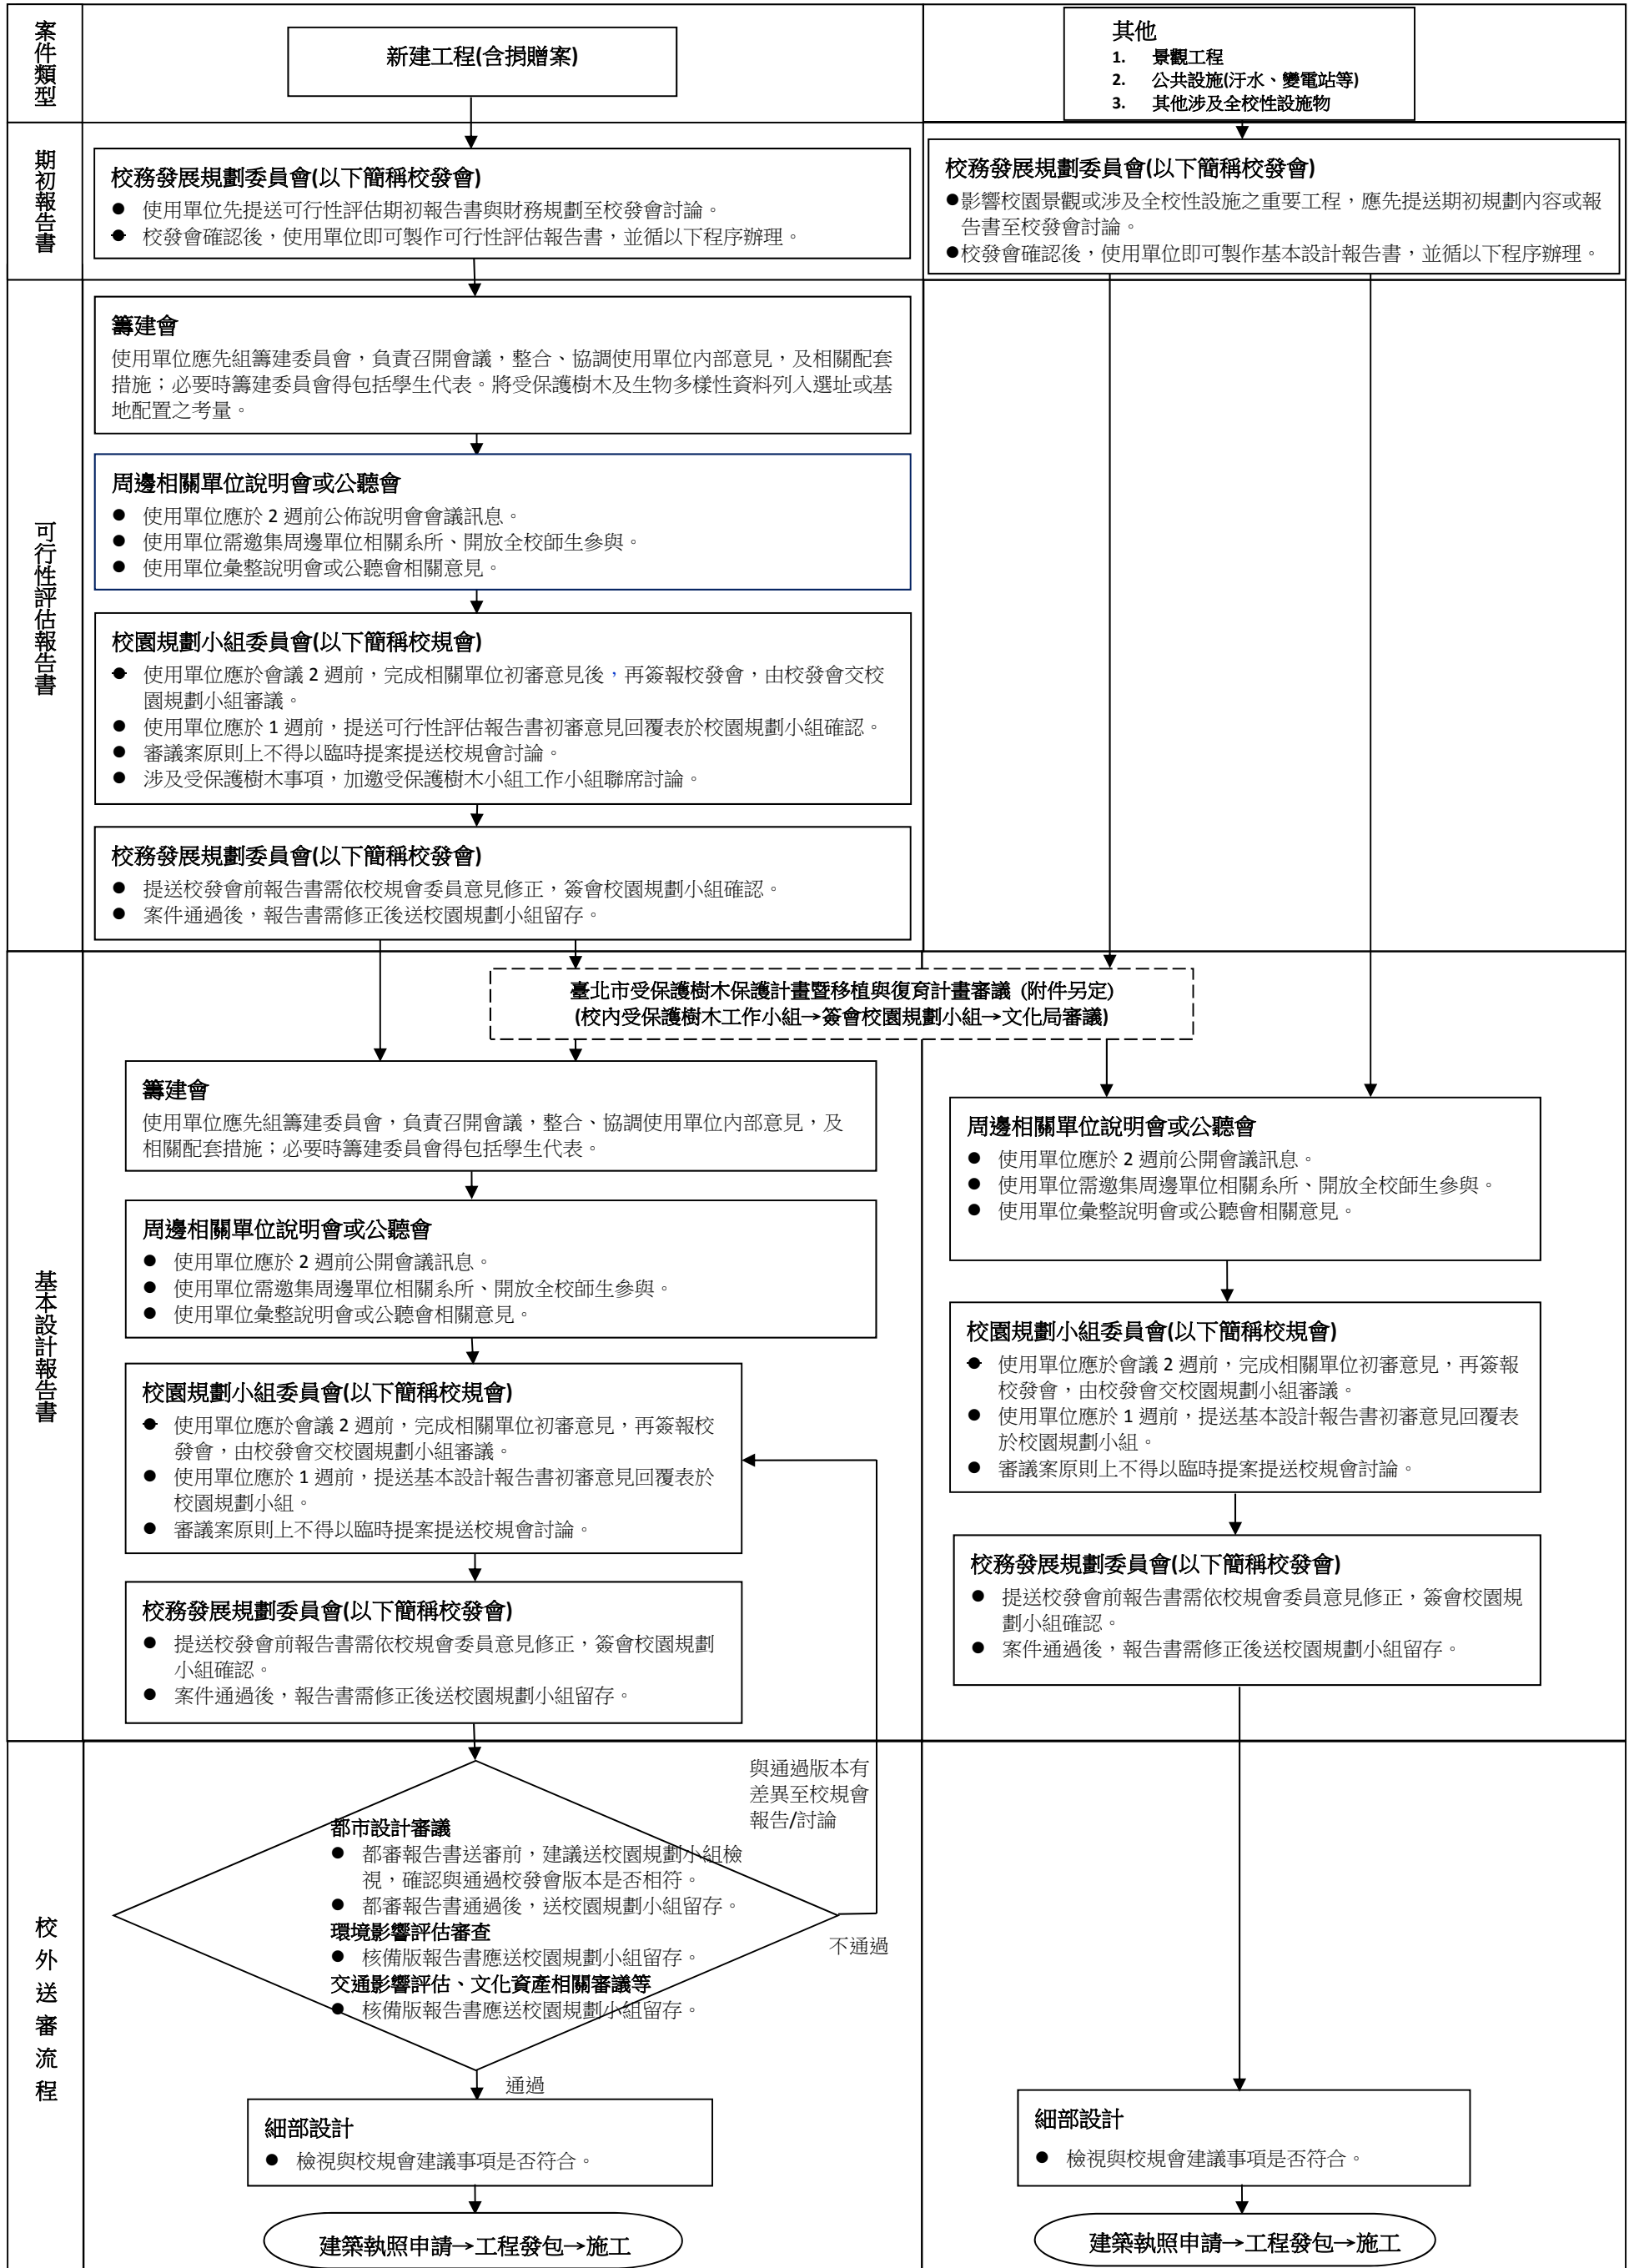 案件類型
新建工程(含捐贈案)
其他
1. 景觀工程
2. 公共設施(汙水、變電站等)
3. 其他涉及全校性設施物
期初報告書
校務發展規劃委員會(以下簡稱校發會)
● 使用單位先提送可行性評估期初報告書與財務規劃至校發會討論。
● 校發會確認後，使用單位即可製作可行性評估報告書，並循以下程序辦理。
校務發展規劃委員會(以下簡稱校發會)
●影響校園景觀或涉及全校性設施之重要工程，應先提送期初規劃內容或報
告書至校發會討論。
●校發會確認後，使用單位即可製作基本設計報告書，並循以下程序辦理。
可行性評估報告書
籌建會
使用單位應先組籌建委員會，負責召開會議，整合、協調使用單位內部意見，及相關配套
措施；必要時籌建委員會得包括學生代表。將受保護樹木及生物多樣性資料列入選址或基
地配置之考量。
周邊相關單位說明會或公聽會
● 使用單位應於 2 週前公佈說明會會議訊息。
● 使用單位需邀集周邊單位相關系所、開放全校師生參與。
● 使用單位彙整說明會或公聽會相關意見。
校園規劃小組委員會(以下簡稱校規會)
● 使用單位應於會議 2 週前，完成相關單位初審意見後，再簽報校發會，由校發會交校
園規劃小組審議。
● 使用單位應於 1 週前，提送可行性評估報告書初審意見回覆表於校園規劃小組確認。
● 審議案原則上不得以臨時提案提送校規會討論。
● 涉及受保護樹木事項，加邀受保護樹木小組工作小組聯席討論。
校務發展規劃委員會(以下簡稱校發會)
● 提送校發會前報告書需依校規會委員意見修正，簽會校園規劃小組確認。
● 案件通過後，報告書需修正後送校園規劃小組留存。
基本設計報告書
臺北市受保護樹木保護計畫暨移植與復育計畫審議 (附件另定)
(校內受保護樹木工作小組→簽會校園規劃小組→文化局審議)
籌建會
使用單位應先組籌建委員會，負責召開會議，整合、協調使用單位內部意見，及
相關配套措施；必要時籌建委員會得包括學生代表。
周邊相關單位說明會或公聽會
● 使用單位應於 2 週前公開會議訊息。
● 使用單位需邀集周邊單位相關系所、開放全校師生參與。
● 使用單位彙整說明會或公聽會相關意見。
校園規劃小組委員會(以下簡稱校規會)
● 使用單位應於會議 2 週前，完成相關單位初審意見，再簽報校
發會，由校發會交校園規劃小組審議。
● 使用單位應於 1 週前，提送基本設計報告書初審意見回覆表於
校園規劃小組。
● 審議案原則上不得以臨時提案提送校規會討論。
校務發展規劃委員會(以下簡稱校發會)
● 提送校發會前報告書需依校規會委員意見修正，簽會校園規劃
小組確認。
● 案件通過後，報告書需修正後送校園規劃小組留存。
周邊相關單位說明會或公聽會
● 使用單位應於 2 週前公開會議訊息。
● 使用單位需邀集周邊單位相關系所、開放全校師生參與。
● 使用單位彙整說明會或公聽會相關意見。
校園規劃小組委員會(以下簡稱校規會)
● 使用單位應於會議 2 週前，完成相關單位初審意見，再簽報
校發會，由校發會交校園規劃小組審議。
● 使用單位應於 1 週前，提送基本設計報告書初審意見回覆表
於校園規劃小組。
● 審議案原則上不得以臨時提案提送校規會討論。
校務發展規劃委員會(以下簡稱校發會)
● 提送校發會前報告書需依校規會委員意見修正，簽會校園規
劃小組確認。
● 案件通過後，報告書需修正後送校園規劃小組留存。
校外送審流程
與通過版本有
差異至校規會
報告/討論
都市設計審議
● 都審報告書送審前，建議送校園規劃小組檢
視，確認與通過校發會版本是否相符。
● 都審報告書通過後，送校園規劃小組留存。
環境影響評估審查
● 核備版報告書應送校園規劃小組留存。
交通影響評估、文化資產相關審議等
● 核備版報告書應送校園規劃小組留存。
不通過
通過
細部設計
● 檢視與校規會建議事項是否符合。
建築執照申請→工程發包→施工
細部設計
● 檢視與校規會建議事項是否符合。
建築執照申請→工程發包→施工